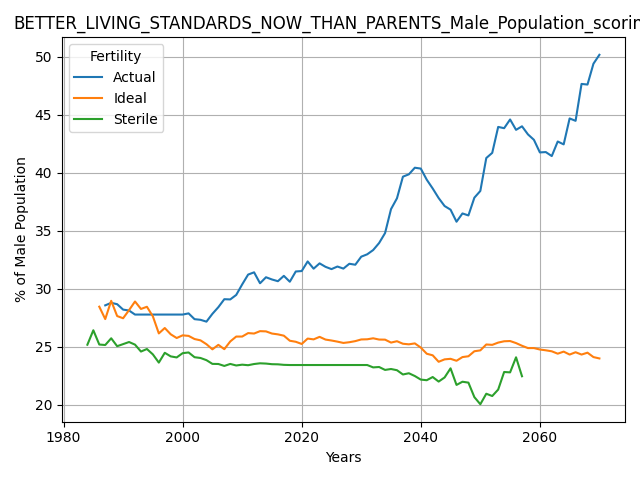 BETTER_LIVING_STANDARDS_NOW_THAN_PARENTS_Male_Population_scorin
Fertility
Actual
Ideal
Sterile
% of Male Population
50
45
40
35
30
25
20
1980
2000
2020
2040
2060
Years